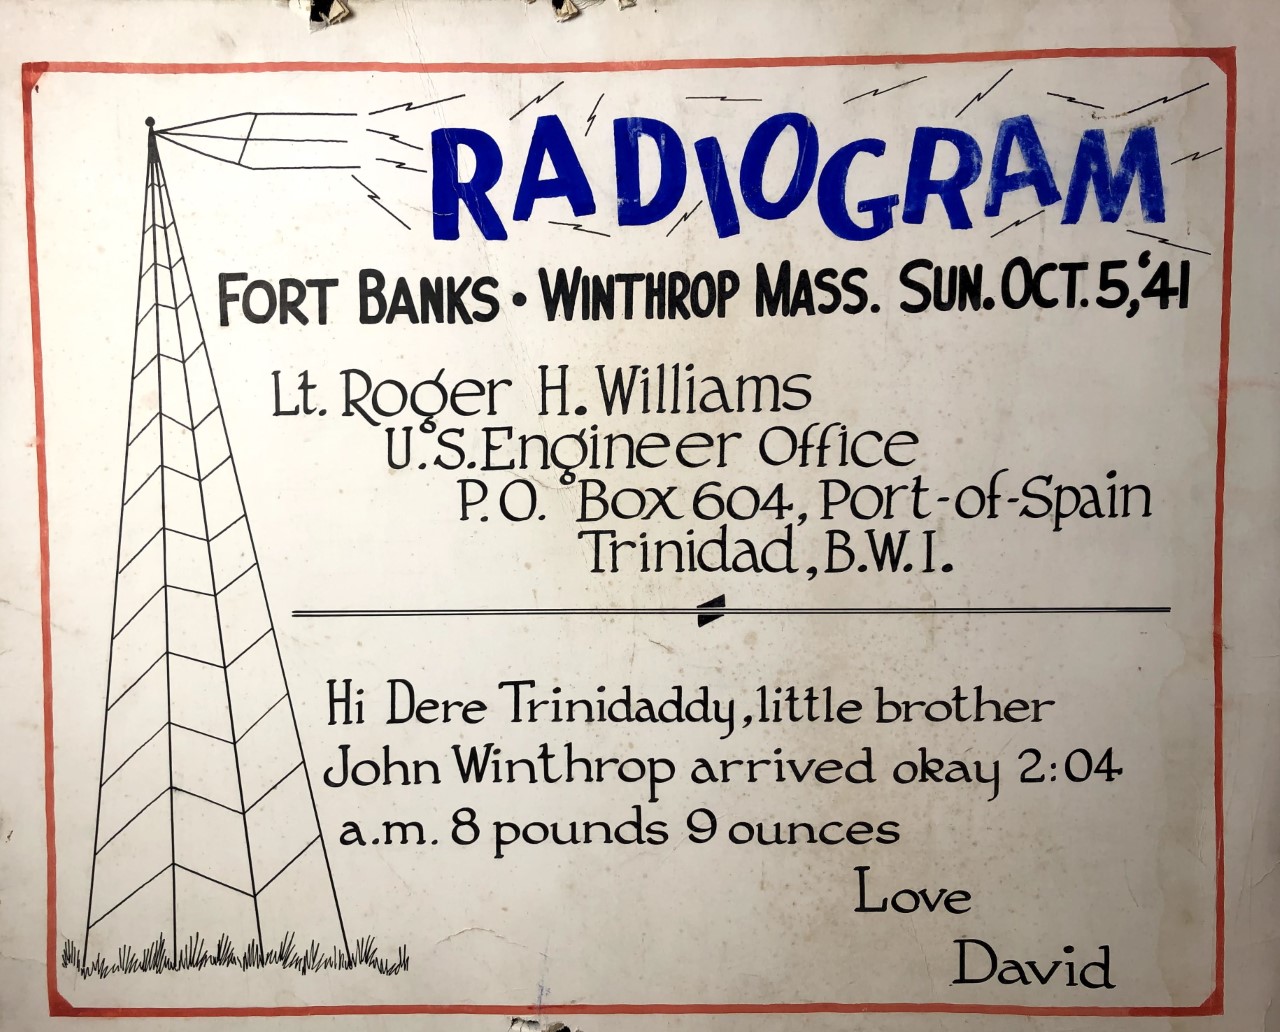 RADIOGRAM
FORT BANKS • WINTHROP MASS. SUN. OCT. 5, '41
Lt. Roger H. Williams
U.S. Engineer Office
P.O. Box 604, Port-of-Spain
Trinidad, B.W.I.
Hi Dere Trinidaddy, little brother
John Winthrop arrived okay 2:04
a.m. 8 pounds 9 ounces
Love
David